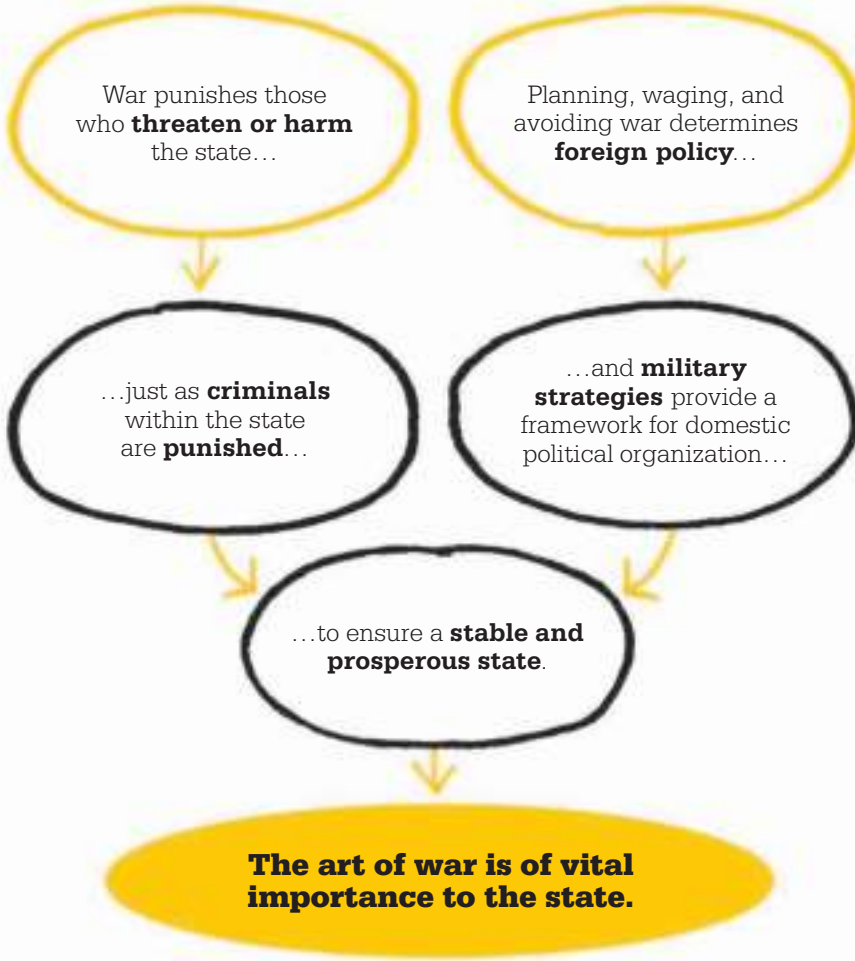 War punishes those
who threaten or harm
the state…
Planning, waging, and
avoiding war determines
foreign policy…
…just as criminals
within the state
are punished…
…and military
strategies provide a
framework for domestic
political organization…
…to ensure a stable and
prosperous state.
The art of war is of vital
importance to the state.